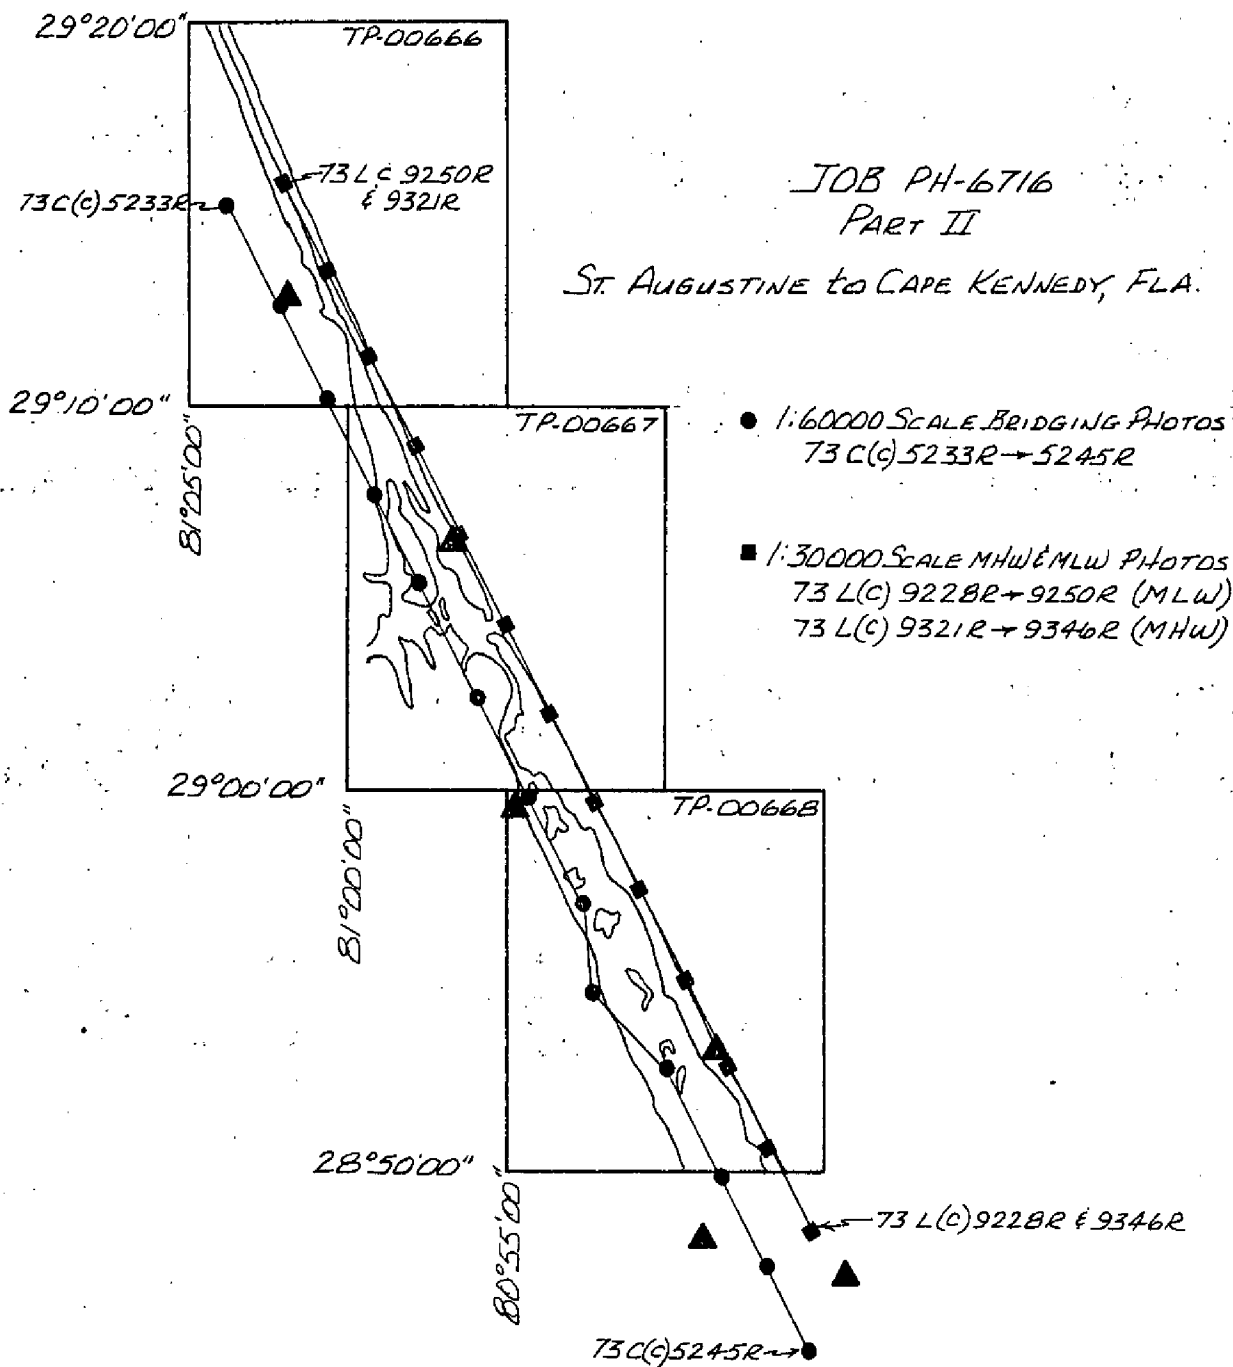 29°20'00"
TP-00666
73 L C 9250R
& 9321R
73C(C)5233R
JOB PH-6716
PART II
ST. AUGUSTINE to CAPE KENNEDY, FLA.
29°10'00"
81°05'00"
TP-00667
1:60000 SCALE BRIDGING PHOTOS
73 C(C) 5233R→5245R
1:30000 SCALE MHW & MLW PHOTOS
73 L(C) 9228R→9250R (MLW)
73 L(C) 9321R→9346R (MHW)
29°00'00"
81°00'00"
TP-00668
28°50'00"
80°55'00"
73 L(C) 9228R & 9346R
73C(C)5245R